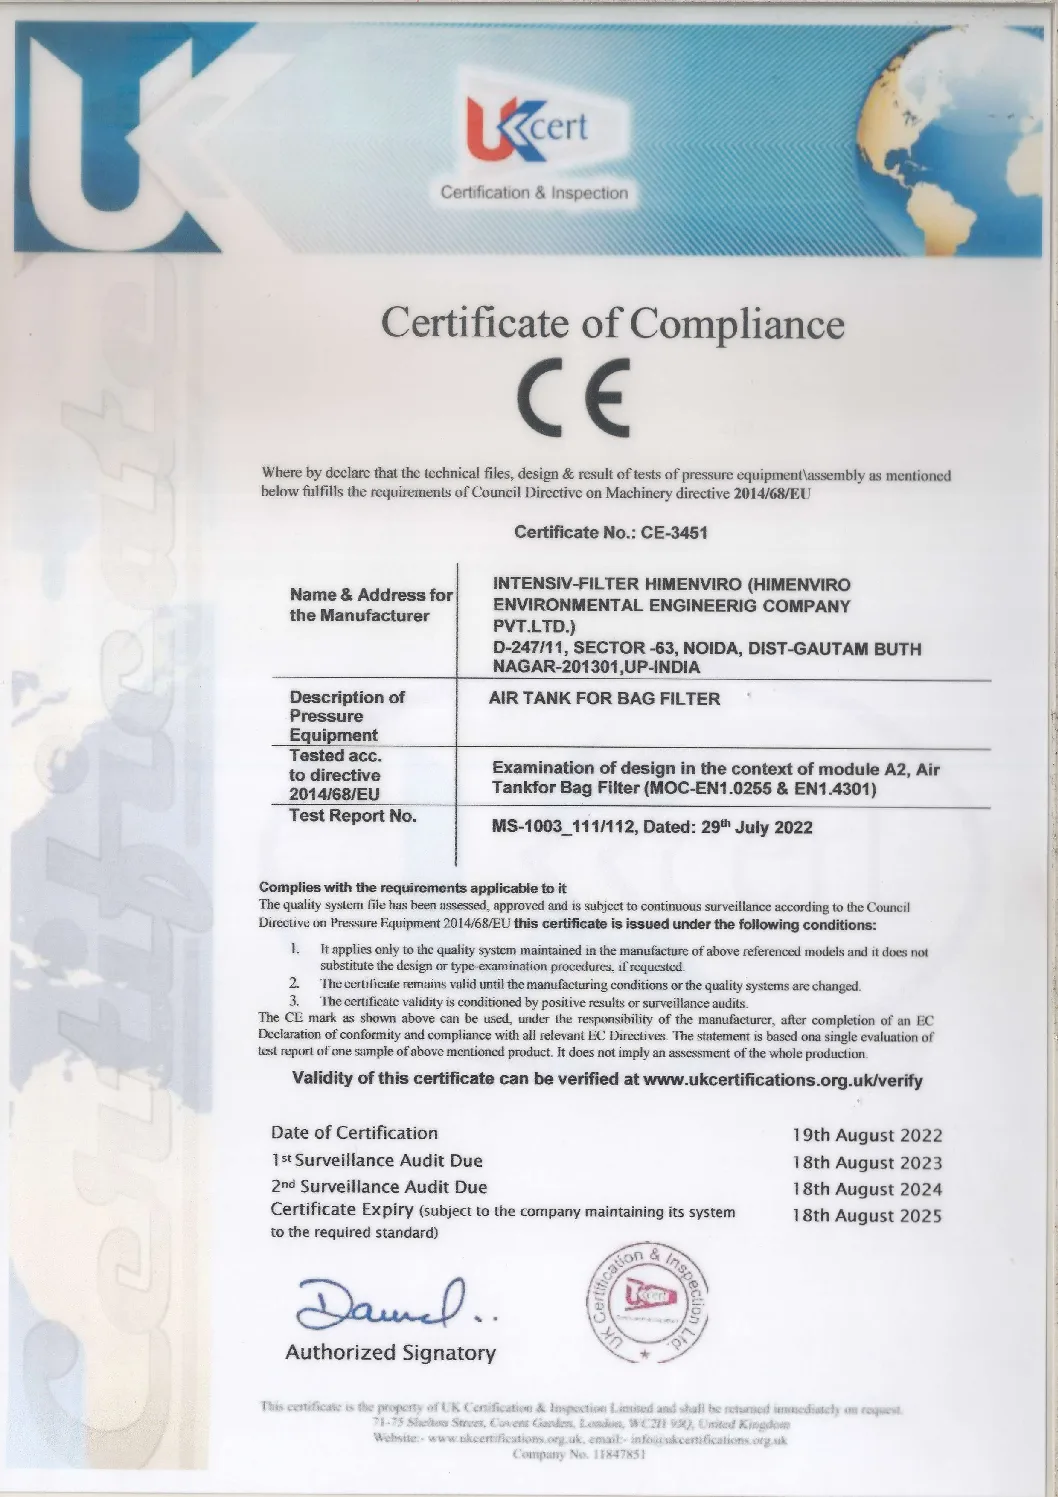 UK
UKcert
Certification & Inspection
Certificate of Compliance
CE
Where by declare that the technical files, design & result of tests of pressure equipment\assembly as mentioned
below fulfills the requirements of Council Directive on Machinery directive 2014/68/EU
Certificate No.: CE-3451
Name & Address for
the Manufacturer
INTENSIV-FILTER HIMENVIRO (HIMENVIRO
ENVIRONMENTAL ENGINEERIG COMPANY
PVT.LTD.)
D-247/11, SECTOR -63, NOIDA, DIST-GAUTAM BUTH
NAGAR-201301,UP-INDIA
Description of
Pressure
Equipment
AIR TANK FOR BAG FILTER
Tested acc.
to directive
2014/68/EU
Examination of design in the context of module A2, Air
Tankfor Bag Filter (MOC-EN1.0255 & EN1.4301)
Test Report No.
MS-1003_111/112, Dated: 29th July 2022
Complies with the requirements applicable to it
The quality system file has been assessed, approved and is subject to continuous surveillance according to the Council
Directive on Pressure Equipment 2014/68/EU this certificate is issued under the following conditions:
1. It applies only to the quality system maintained in the manufacture of above referenced models and it does not
substitute the design or type-examination procedures, if requested.
2. The certificate remains valid until the manufacturing conditions or the quality systems are changed.
3. The certificate validity is conditioned by positive results or surveillance audits.
The CE mark as shown above can be used, under the responsibility of the manufacturer, after completion of an EC
Declaration of conformity and compliance with all relevant EC Directives. The statement is based ona single evaluation of
test report of one sample of above mentioned product. It does not imply an assessment of the whole production.
Validity of this certificate can be verified at www.ukcertifications.org.uk/verify
Date of Certification 19th August 2022
1st Surveillance Audit Due 18th August 2023
2nd Surveillance Audit Due 18th August 2024
Certificate Expiry (subject to the company maintaining its system 18th August 2025
to the required standard)
UK Certification & Inspection Ltd.
UKcert
Authorized Signatory
This certificate is the property of UK Certification & Inspection Limited and shall be returned immediately on request.
71-75 Shelton Street, Covent Garden, London, WC2H 9JQ, United Kingdom
Website:- www.ukcertifications.org.uk, email:- info@ukcertifications.org.uk
Company No. 11847851
Certificate